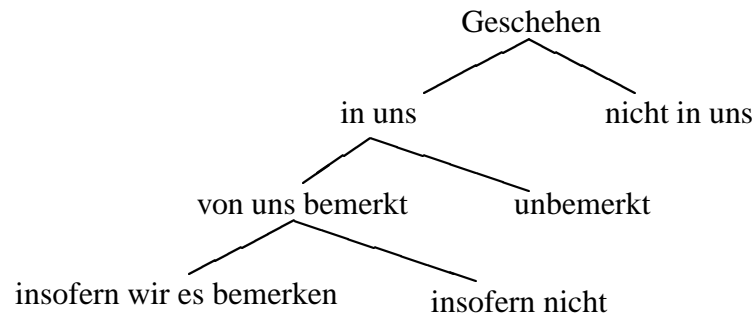 Geschehen
in uns
nicht in uns
von uns bemerkt
unbemerkt
insofern wir es bemerken
insofern nicht